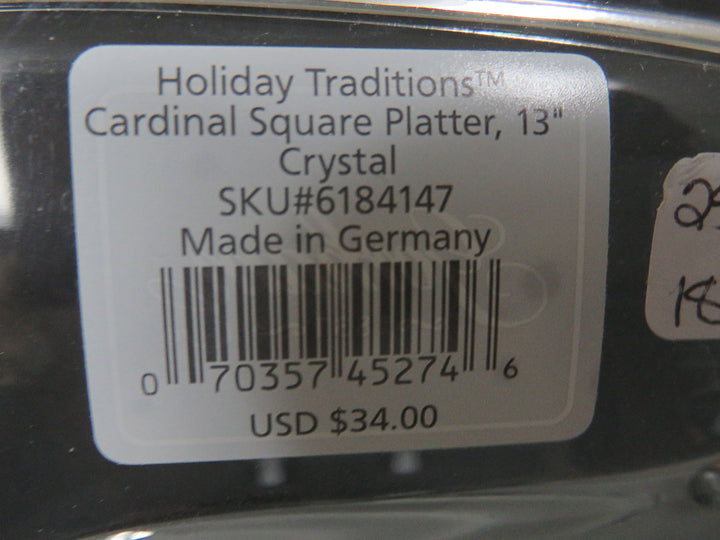 Holiday Traditions™
Cardinal Square Platter, 13"
Crystal
SKU#6184147
Made in Germany
0 70357 45274 6
USD $34.00